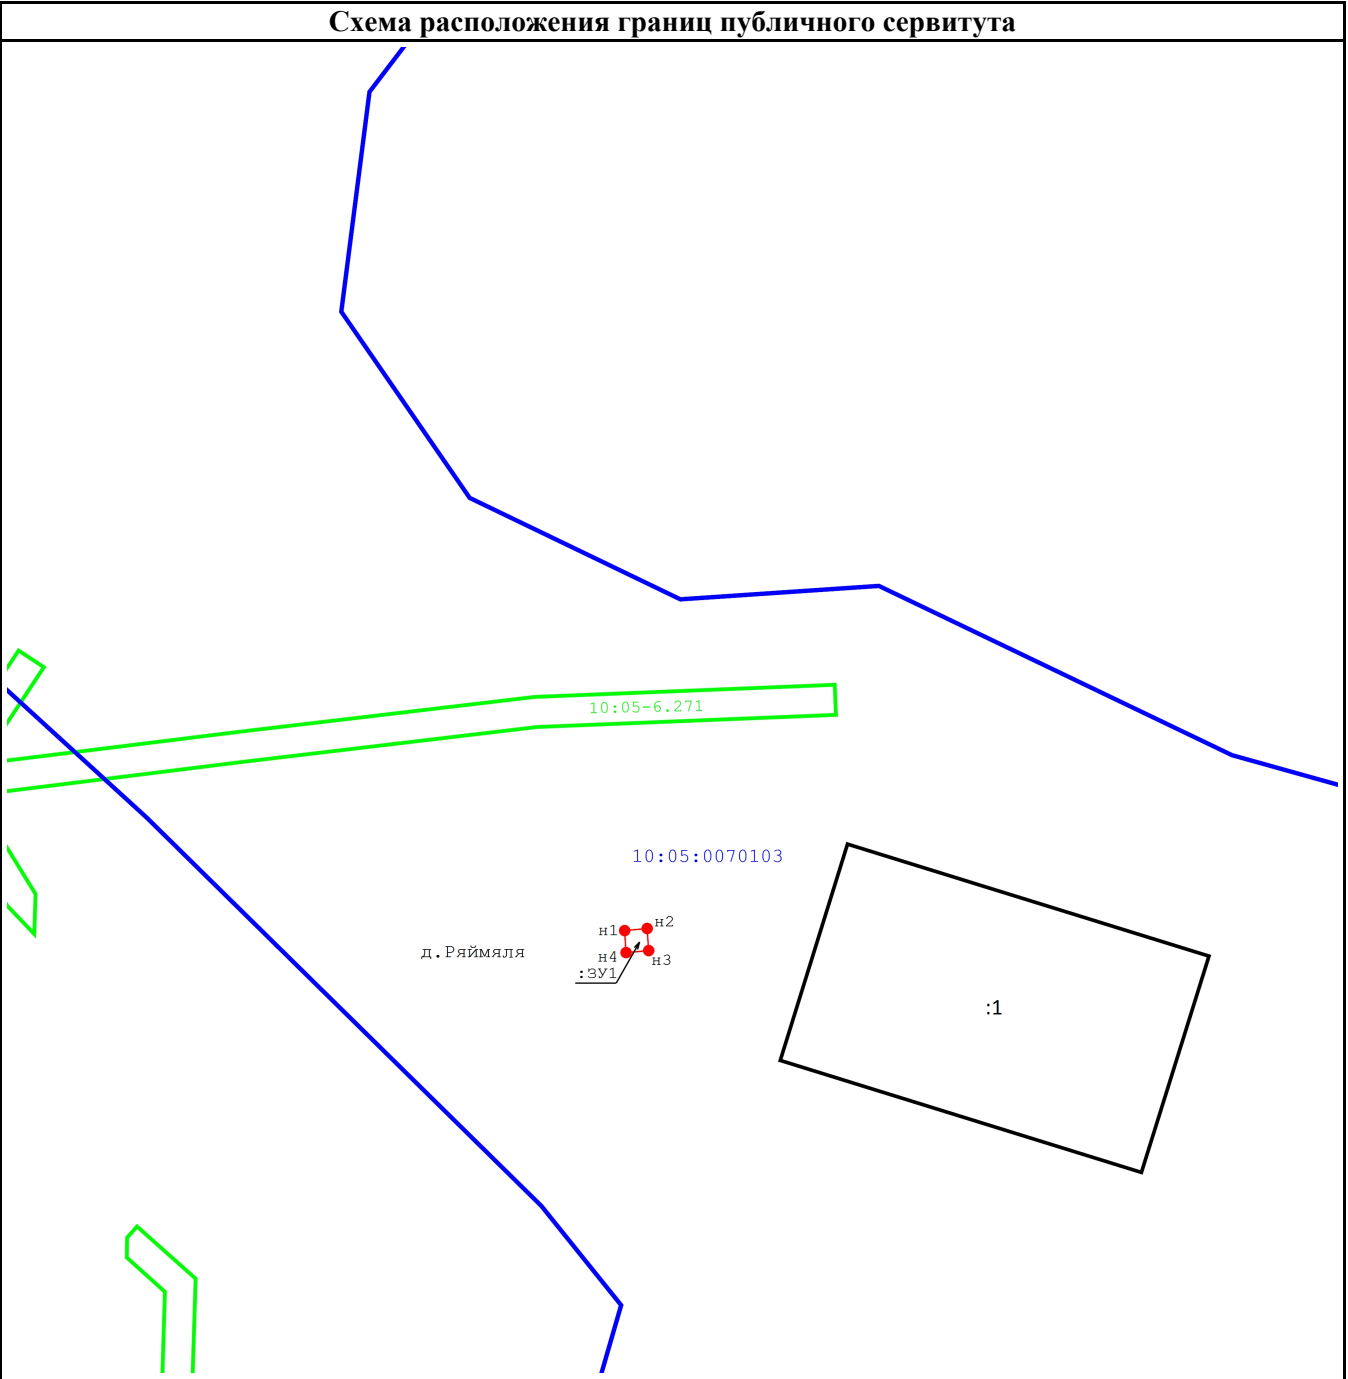 Схема расположения границ публичного сервитута
10:05-6.271
10:05:0070103
н1
н2
д.Ряймяля
н4
н3
:ЗУ1
:1